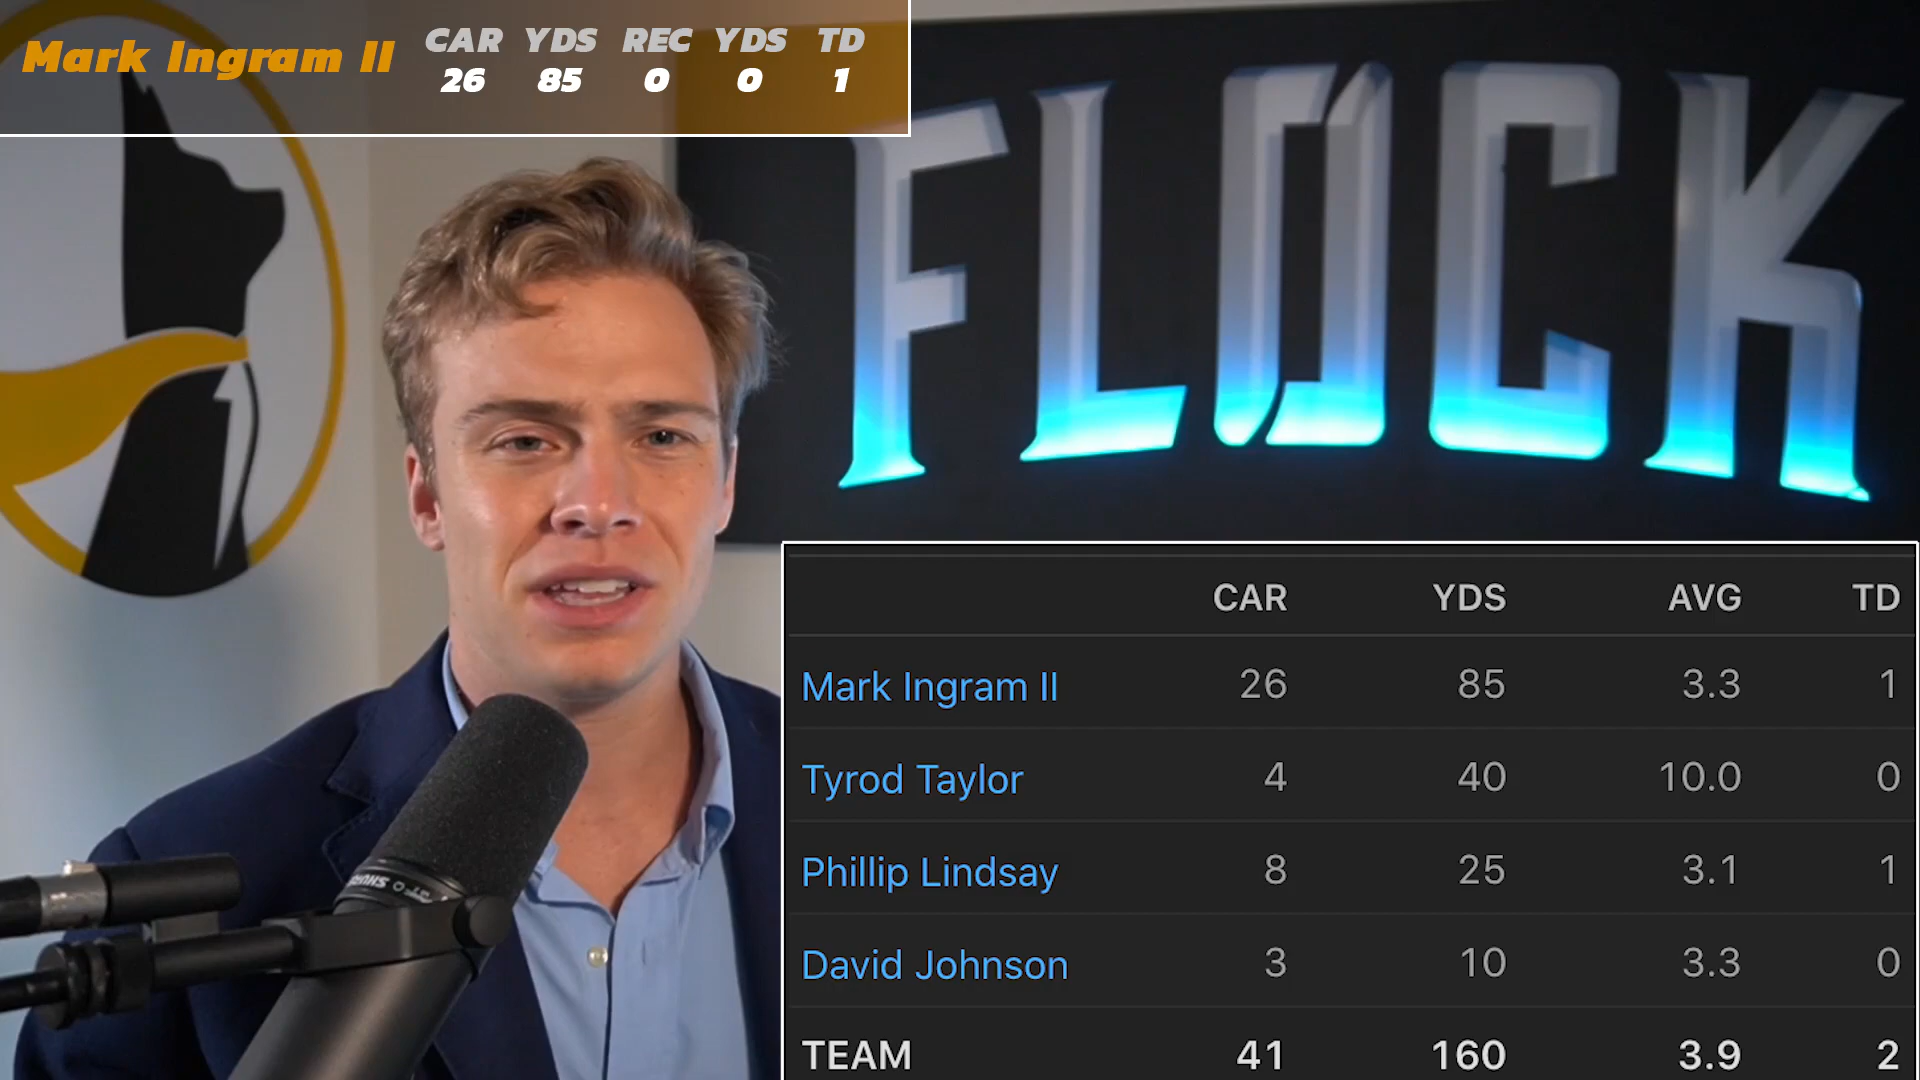 Mark Ingram II
CAR YDS REC YDS TD
26 85 0 0 1
FLOCK
CAR YDS AVG TD
Mark Ingram II 26 85 3.3 1
Tyrod Taylor 4 40 10.0 0
Phillip Lindsay 8 25 3.1 1
David Johnson 3 10 3.3 0
TEAM 41 160 3.9 2